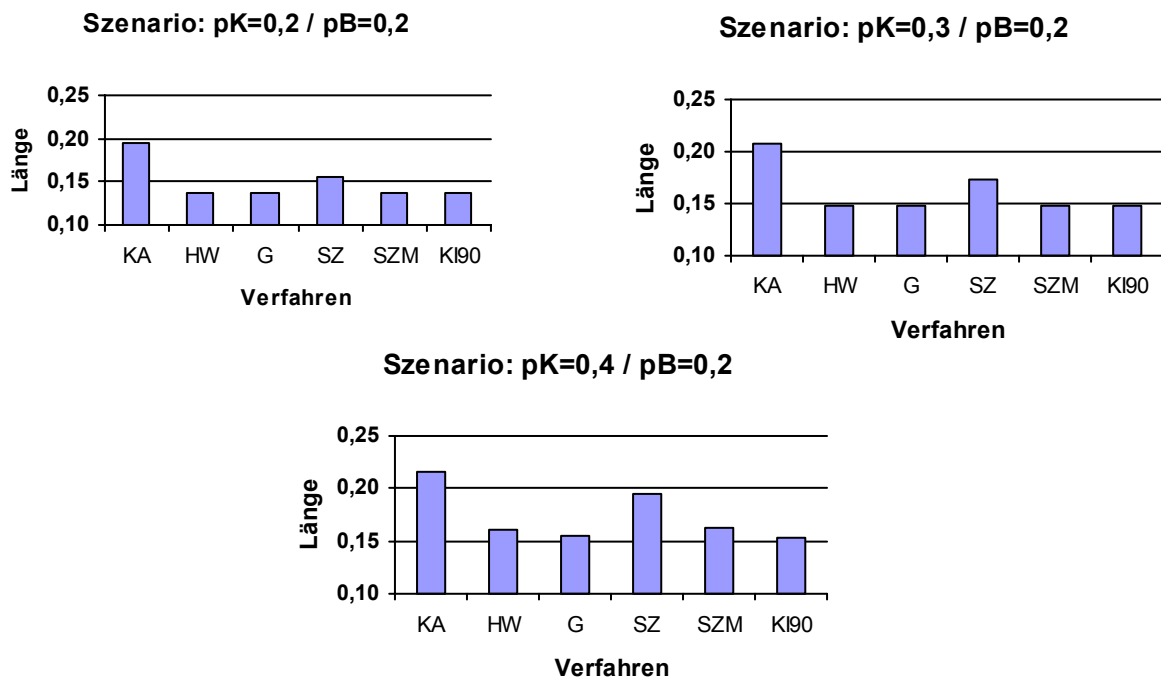 Szenario: pK=0,2 / pB=0,2
Länge
0,25
0,20
0,15
0,10
KA HW G SZ SZM KI90
Verfahren
Szenario: pK=0,3 / pB=0,2
Länge
0,25
0,20
0,15
0,10
KA HW G SZ SZM KI90
Verfahren
Szenario: pK=0,4 / pB=0,2
Länge
0,25
0,20
0,15
0,10
KA HW G SZ SZM KI90
Verfahren